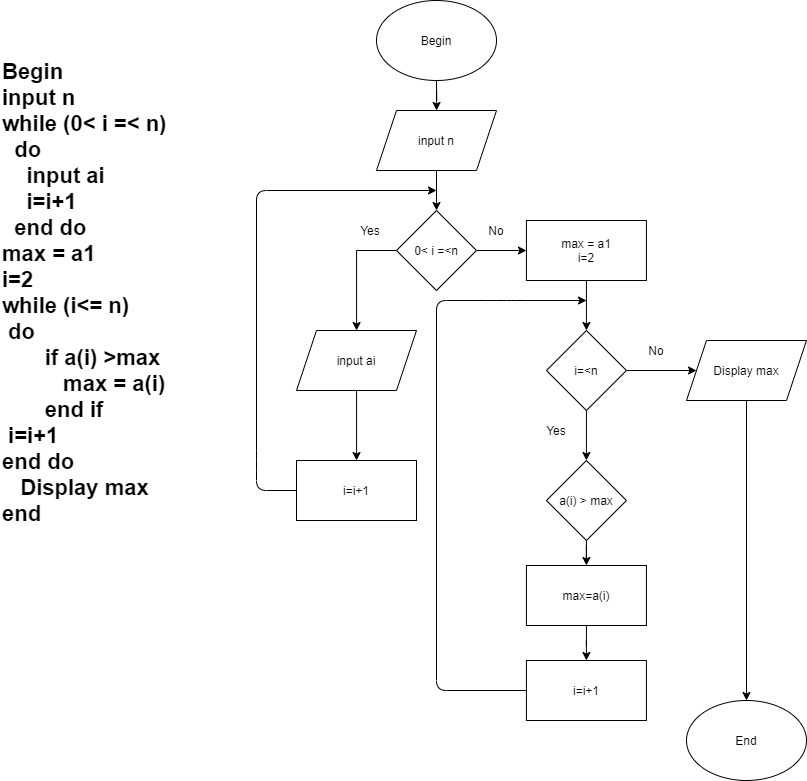 Begin
input n
while (0< i =< n)
do
input ai
i=i+1
end do
max = a1
i=2
while (i<= n)
do
if a(i) >max
max = a(i)
end if
i=i+1
end do
Display max
end
Begin
input n
Yes
0< i =<n
No
max = a1
i=2
input ai
i=i+1
i=<n
No
Display max
Yes
a(i) > max
max=a(i)
i=i+1
End